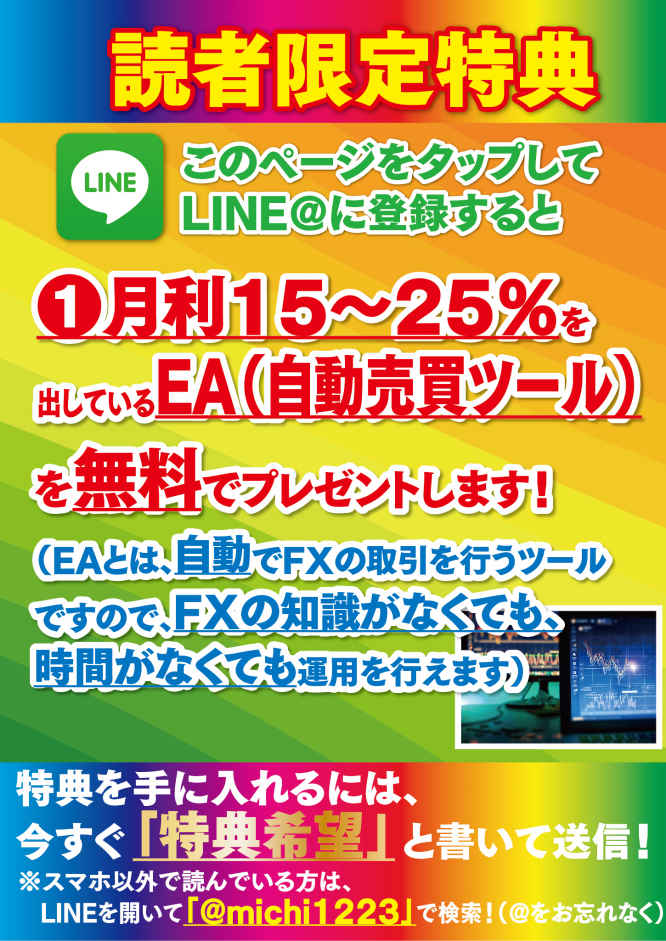 読者限定特典
LINE
このページをタップして
LINE@に登録すると
❶月利15〜25%を
出しているEA(自動売買ツール)
を無料でプレゼントします!
(EAとは、自動でFXの取引を行うツール
ですので、FXの知識がなくても、
時間がなくても運用を行えます)
特典を手に入れるには、
今すぐ「特典希望」と書いて送信!
※スマホ以外で読んでいる方は、
LINEを開いて「@michi1223」で検索!(@をお忘れなく)